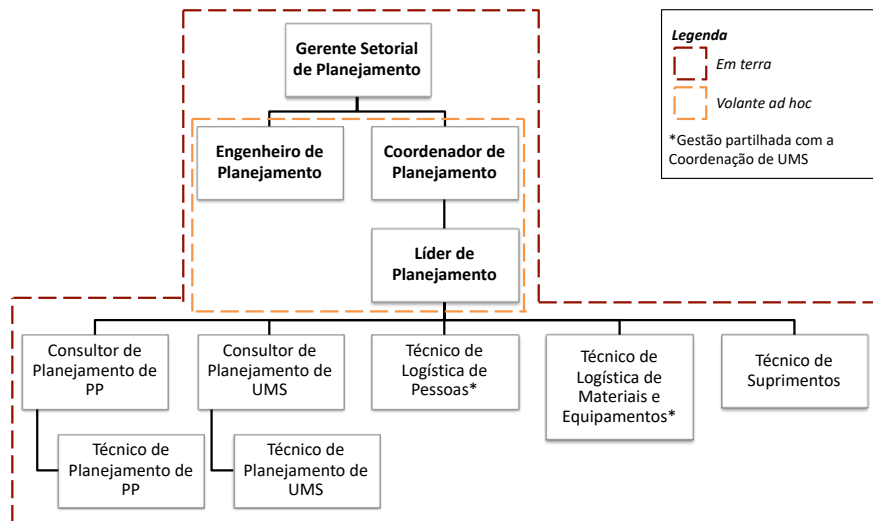 Gerente Setorial
de Planejamento
Legenda
Em terra
Volante ad hoc
*Gestão partilhada com a
Coordenação de UMS
Engenheiro de
Planejamento
Coordenador de
Planejamento
Líder de
Planejamento
Consultor de
Planejamento de
PP
Consultor de
Planejamento de
UMS
Técnico de
Logística de
Pessoas*
Técnico de
Logística de
Materiais e
Equipamentos*
Técnico de
Suprimentos
Técnico de
Planejamento de
PP
Técnico de
Planejamento de
UMS